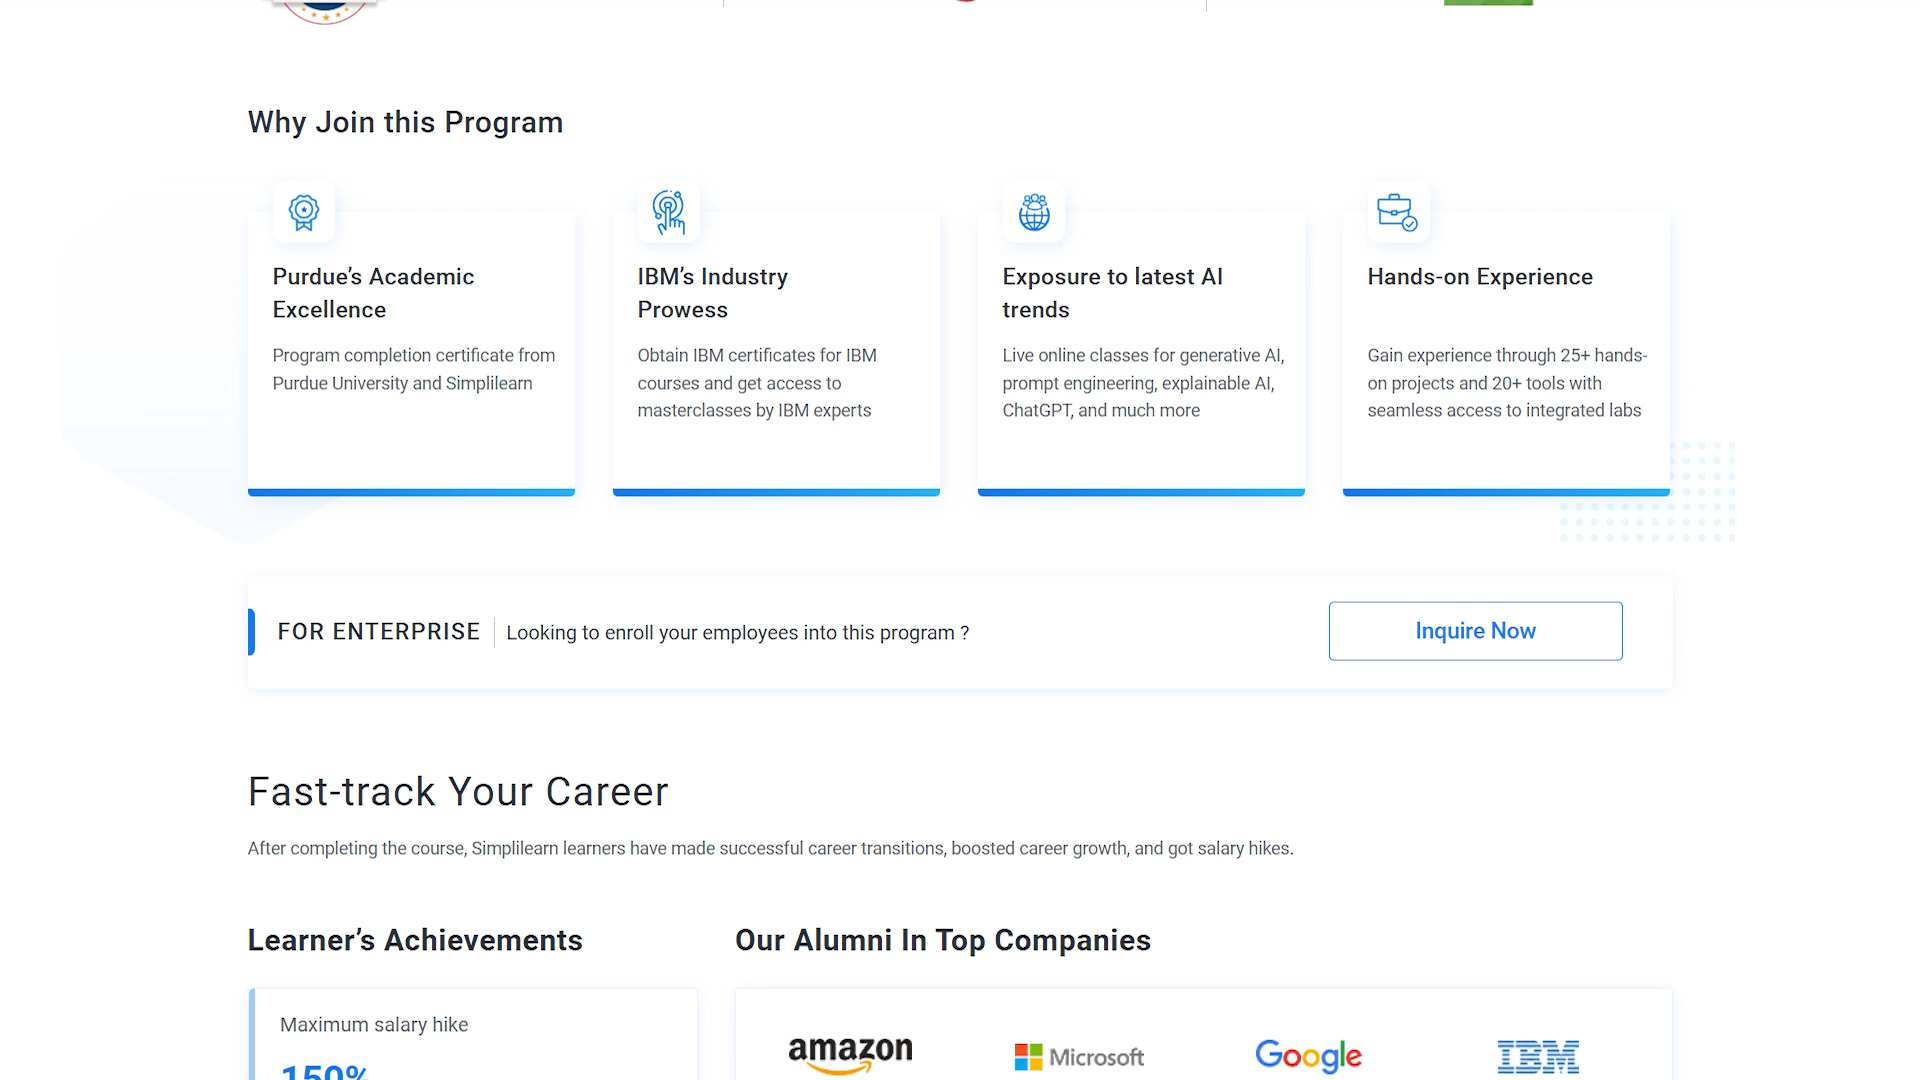 Why Join this Program
Purdue’s Academic
Excellence
Program completion certificate from
Purdue University and Simplilearn
IBM’s Industry
Prowess
Obtain IBM certificates for IBM
courses and get access to
masterclasses by IBM experts
Exposure to latest AI
trends
Live online classes for generative AI,
prompt engineering, explainable AI,
ChatGPT, and much more
Hands-on Experience
Gain experience through 25+ hands-
on projects and 20+ tools with
seamless access to integrated labs
FOR ENTERPRISE
Looking to enroll your employees into this program ?
Inquire Now
Fast-track Your Career
After completing the course, Simplilearn learners have made successful career transitions, boosted career growth, and got salary hikes.
Learner’s Achievements
Maximum salary hike
150%
Our Alumni In Top Companies
amazon
Microsoft
Google
IBM